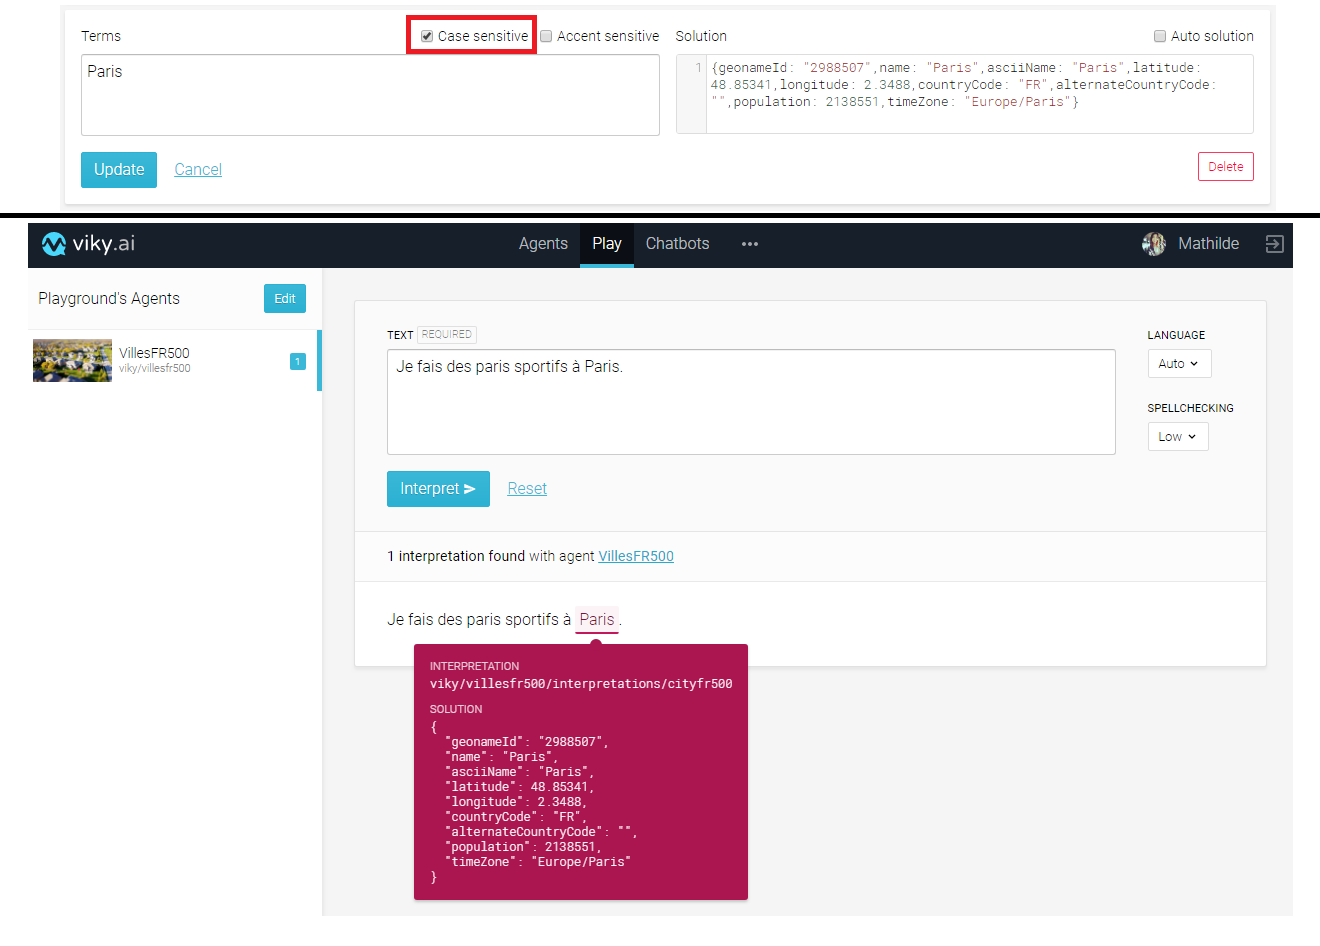 Terms
Case sensitive
Accent sensitive
Solution
Auto solution
Paris
1 {geonameId: "2988507",name: "Paris",asciiName: "Paris",latitude:
48.85341,longitude: 2.3488,countryCode: "FR",alternateCountryCode:
"",population: 2138551,timeZone: "Europe/Paris"}
Update
Cancel
Delete
viky.ai
Agents
Play
Chatbots
Mathilde
Playground's Agents
Edit
VillesFR500
viky/villesfr500
1
TEXT REQUIRED
Je fais des paris sportifs à Paris.
LANGUAGE
Auto
SPELLCHECKING
Low
Interpret
Reset
1 interpretation found with agent VillesFR500
Je fais des paris sportifs à Paris.
INTERPRETATION
viky/villesfr500/interpretations/cityfr500
SOLUTION
{
"geonameId": "2988507",
"name": "Paris",
"asciiName": "Paris",
"latitude": 48.85341,
"longitude": 2.3488,
"countryCode": "FR",
"alternateCountryCode": "",
"population": 2138551,
"timeZone": "Europe/Paris"
}